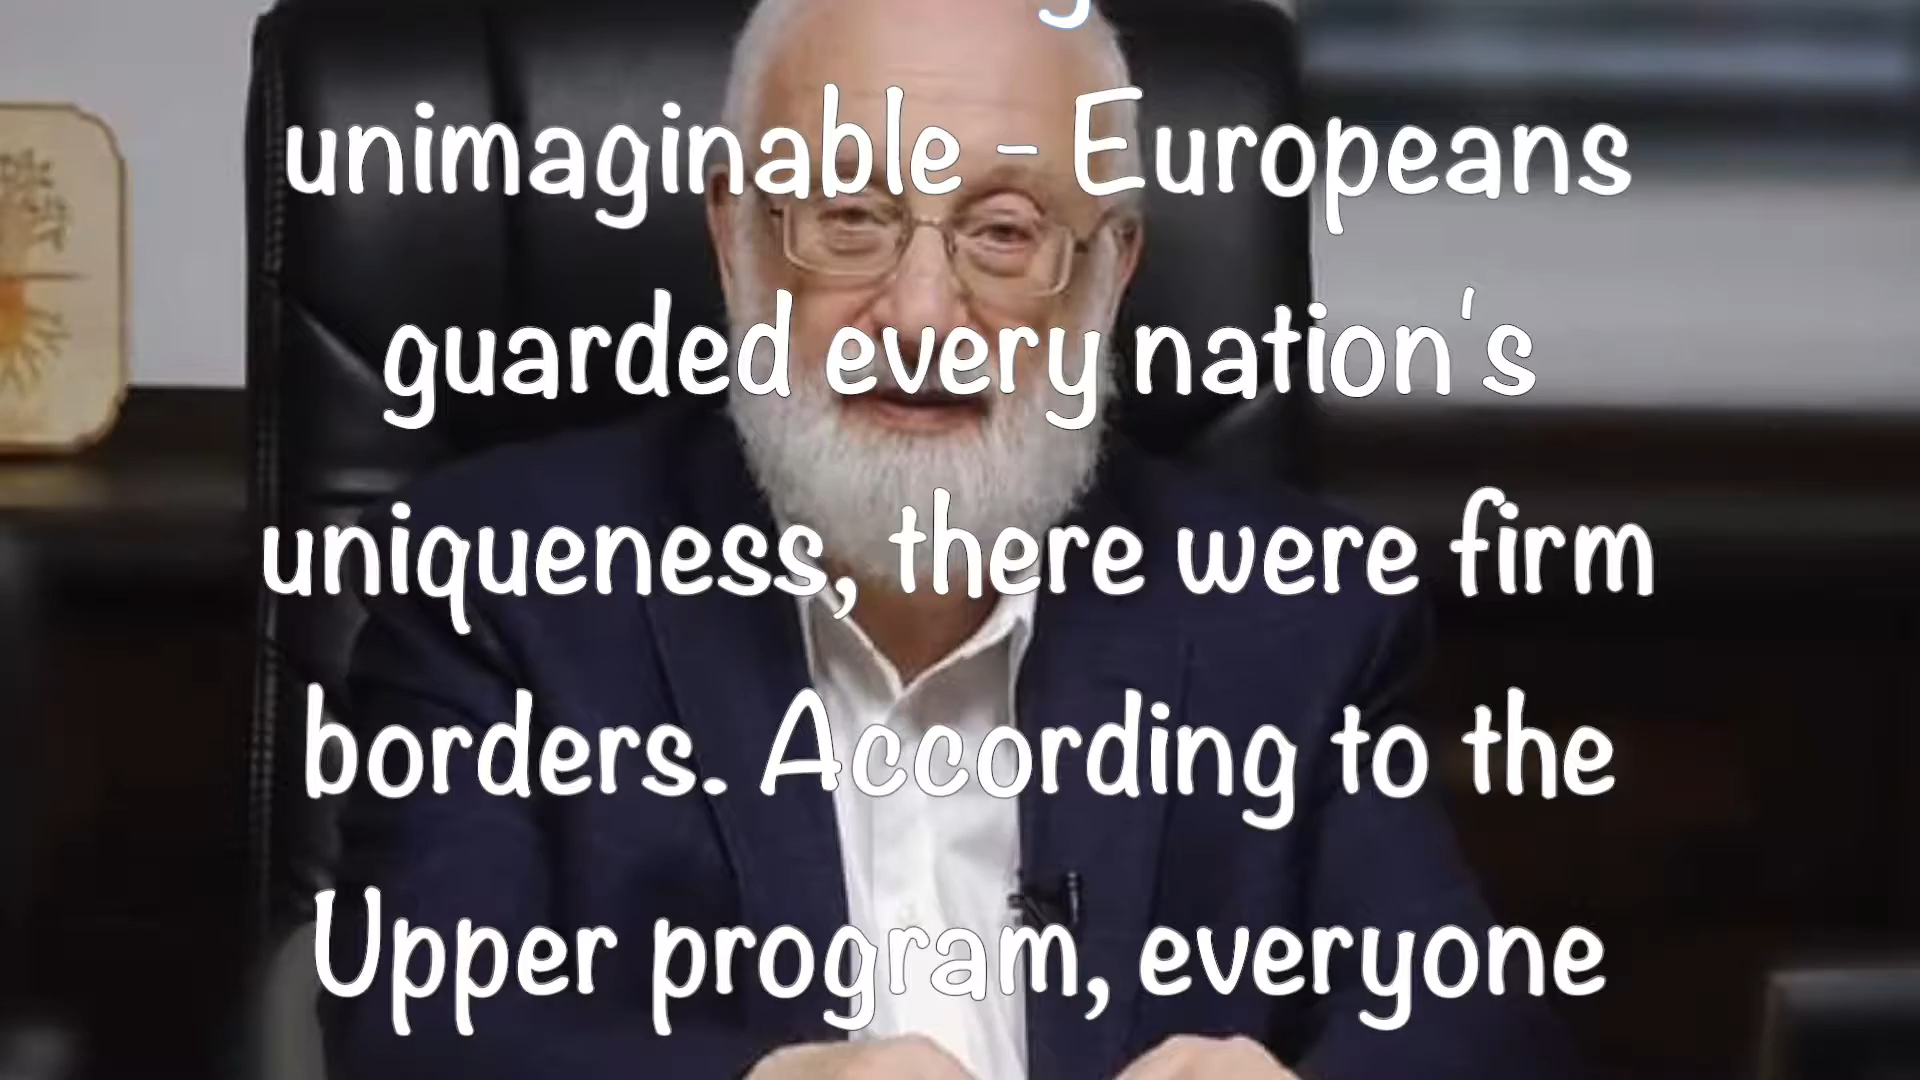 unimaginable - Europeans
guarded every nation's
uniqueness, there were firm
borders. According to the
Upper program, everyone